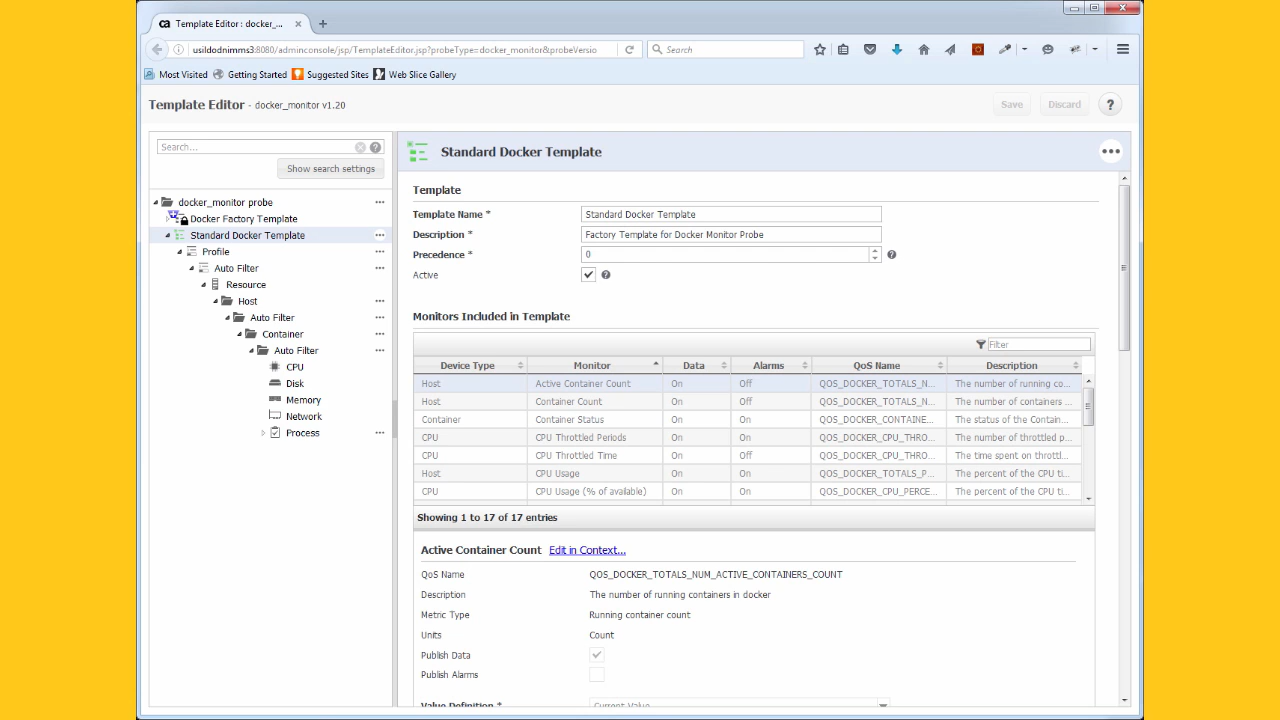 ca Template Editor : docker_... × +
usildodnimms3:8080/adminconsole/jsp/TemplateEditor.jsp?probeType=docker_monitor&probeVersio Search
Most Visited Getting Started Suggested Sites Web Slice Gallery
Template Editor - docker_monitor v1.20 Save Discard ?
Search... ?
Show search settings
docker_monitor probe ...
Docker Factory Template
Standard Docker Template ...
Profile ...
Auto Filter ...
Resource
Host ...
Auto Filter ...
Container ...
Auto Filter ...
CPU
Disk
Memory
Network
Process ...
Standard Docker Template ...
Template
Template Name * Standard Docker Template
Description * Factory Template for Docker Monitor Probe
Precedence * 0 ?
Active ?
Monitors Included in Template
Filter
Device Type Monitor Data Alarms QoS Name Description
Host Active Container Count On Off QOS_DOCKER_TOTALS_N... The number of running co...
Host Container Count On Off QOS_DOCKER_TOTALS_N... The number of containers ...
Container Container Status On On QOS_DOCKER_CONTAINE... The status of the Contain...
CPU CPU Throttled Periods On On QOS_DOCKER_CPU_THRO... The number of throttled p...
CPU CPU Throttled Time On Off QOS_DOCKER_CPU_THRO... The time spent on throttl...
Host CPU Usage On On QOS_DOCKER_TOTALS_P... The percent of the CPU ti...
CPU CPU Usage (% of available) On On QOS_DOCKER_CPU_PERCE... The percent of the CPU ti...
Showing 1 to 17 of 17 entries
Active Container Count Edit in Context...
QoS Name QOS_DOCKER_TOTALS_NUM_ACTIVE_CONTAINERS_COUNT
Description The number of running containers in docker
Metric Type Running container count
Units Count
Publish Data
Publish Alarms
Value Definition * Current Value